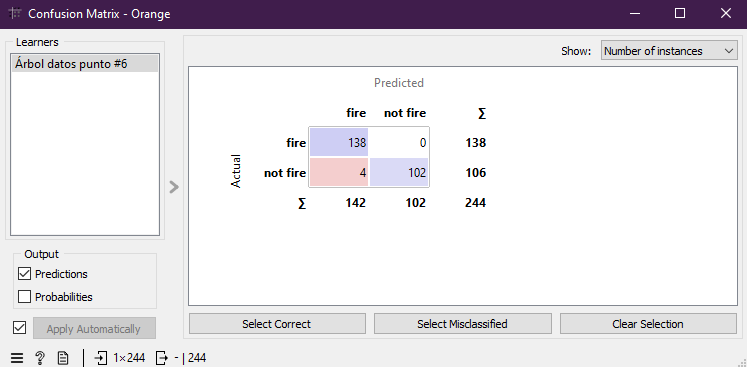 Confusion Matrix - Orange
Learners
Árbol datos punto #6
Show: Number of instances
Predicted
fire not fire Σ
Actual
fire 138 0 138
not fire 4 102 106
Σ 142 102 244
Output
Predictions
Probabilities
Apply Automatically
Select Correct Select Misclassified Clear Selection
1×244 - | 244